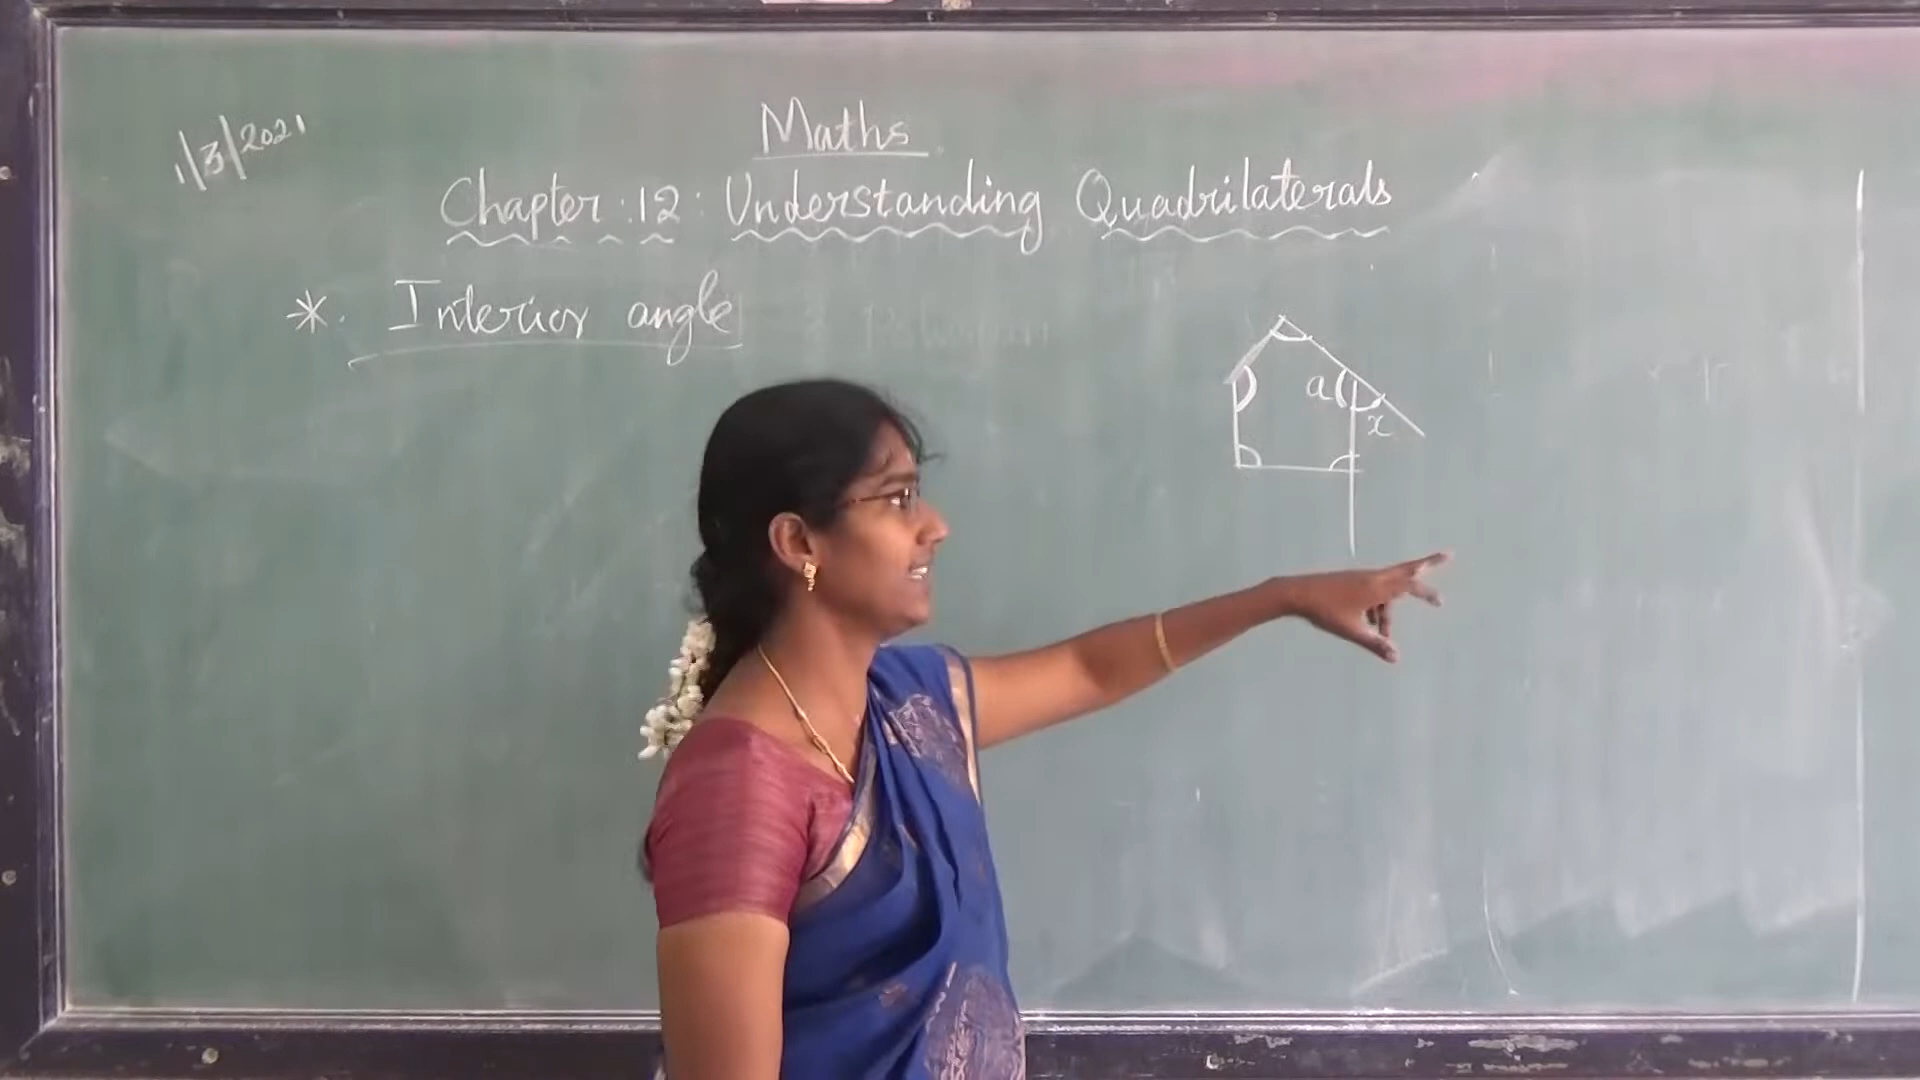 1/3/2021
Maths
Chapter : 12 : Understanding Quadrilaterals
*. Interior angle
a
x